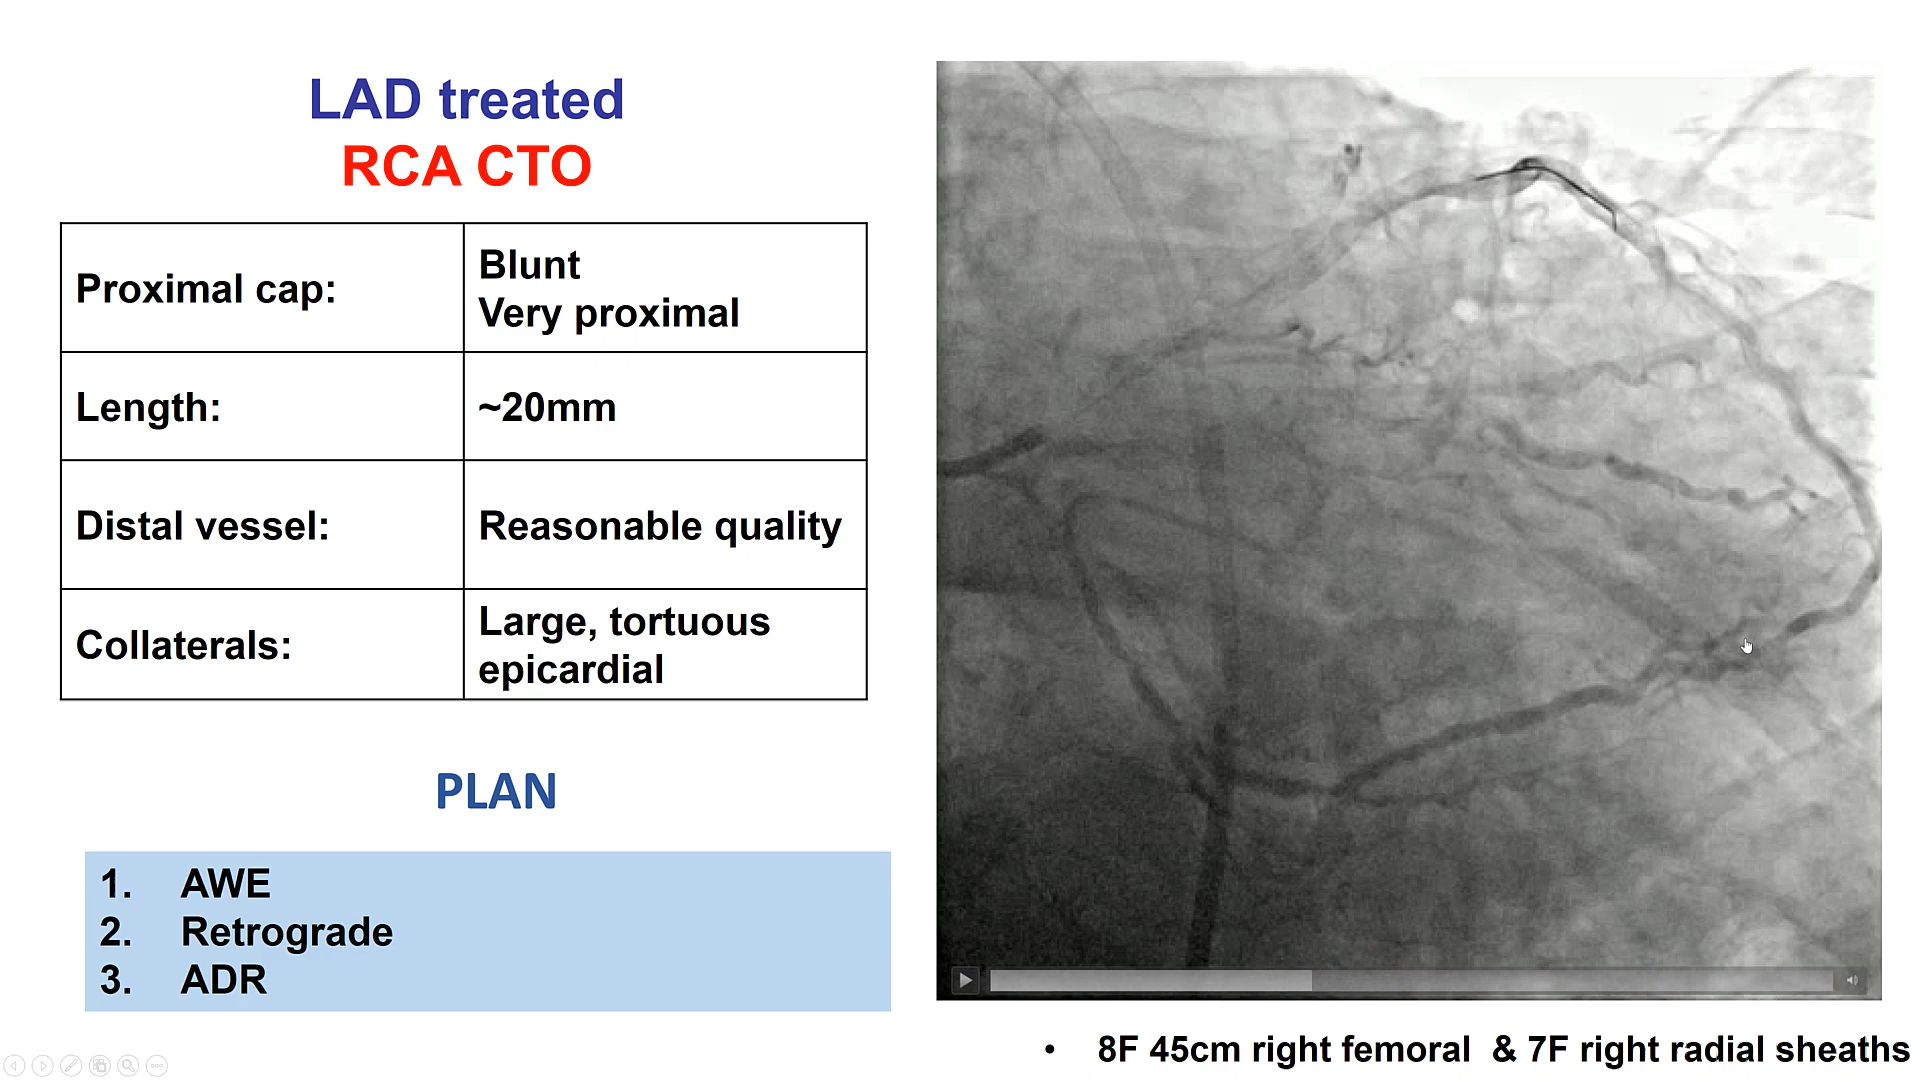 LAD treated
RCA CTO
Proximal cap:
Blunt
Very proximal
Length:
~20mm
Distal vessel:
Reasonable quality
Collaterals:
Large, tortuous
epicardial
PLAN
1. AWE
2. Retrograde
3. ADR
• 8F 45cm right femoral & 7F right radial sheaths